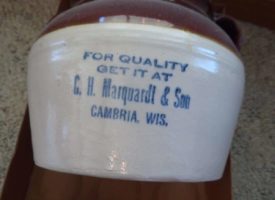 FOR QUALITY
GET IT AT
G. H. Marquardt & Son
CAMBRIA, WIS.